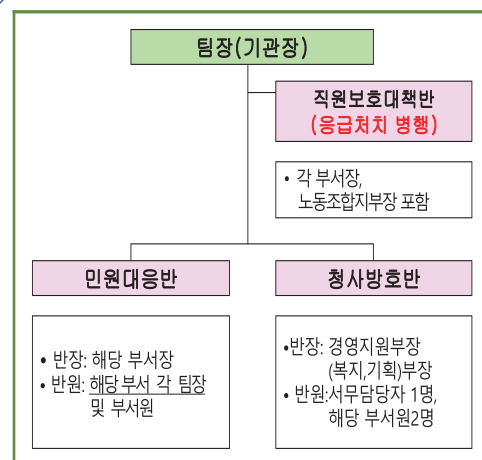 팀장(기관장)
직원보호대책반
(응급처치 병행)
• 각 부서장,
노동조합지부장 포함
민원대응반
청사방호반
• 반장: 해당 부서장
• 반원: 해당 부서 각 팀장
및 부서원
•반장: 경영지원부장
(복지,기획)부장
• 반원:서무담당자 1명,
해당 부서원2명